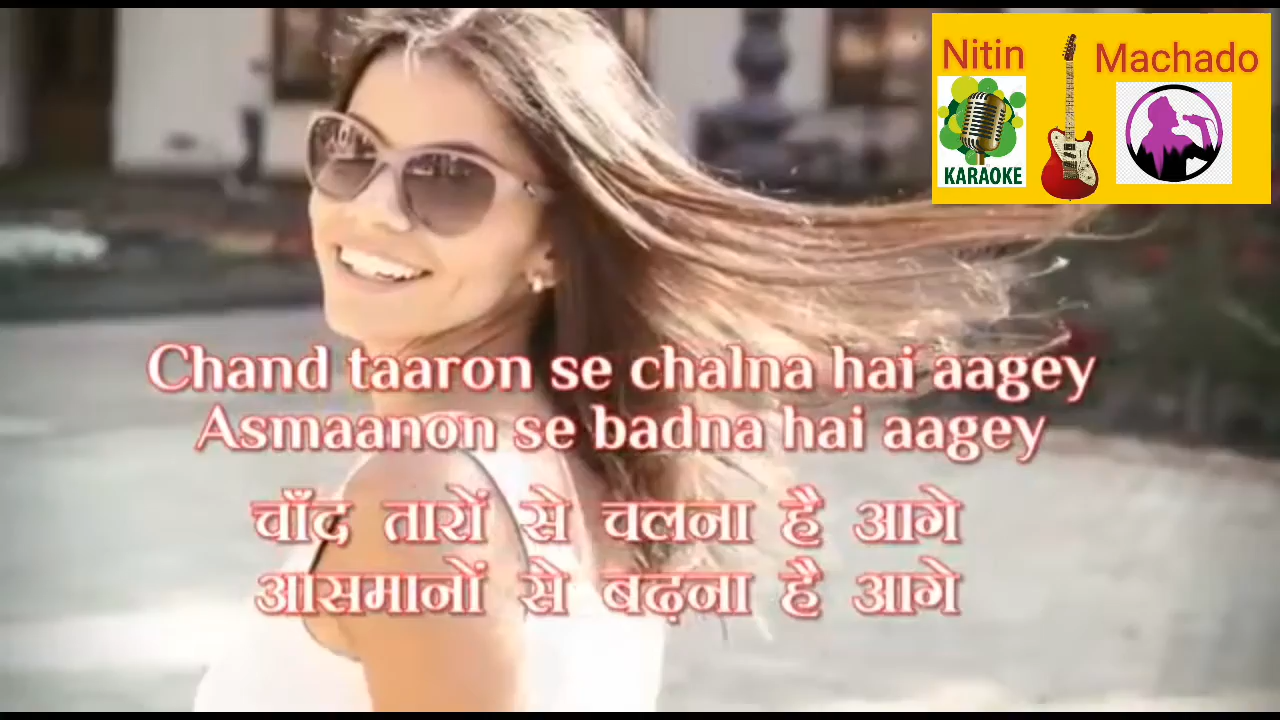 Nitin Machado
KARAOKE
Chand taaron se chalna hai aagey
Asmaanon se badna hai aagey
चाँद तारों से चलना है आगे
आसमानों से बढ़ना है आगे